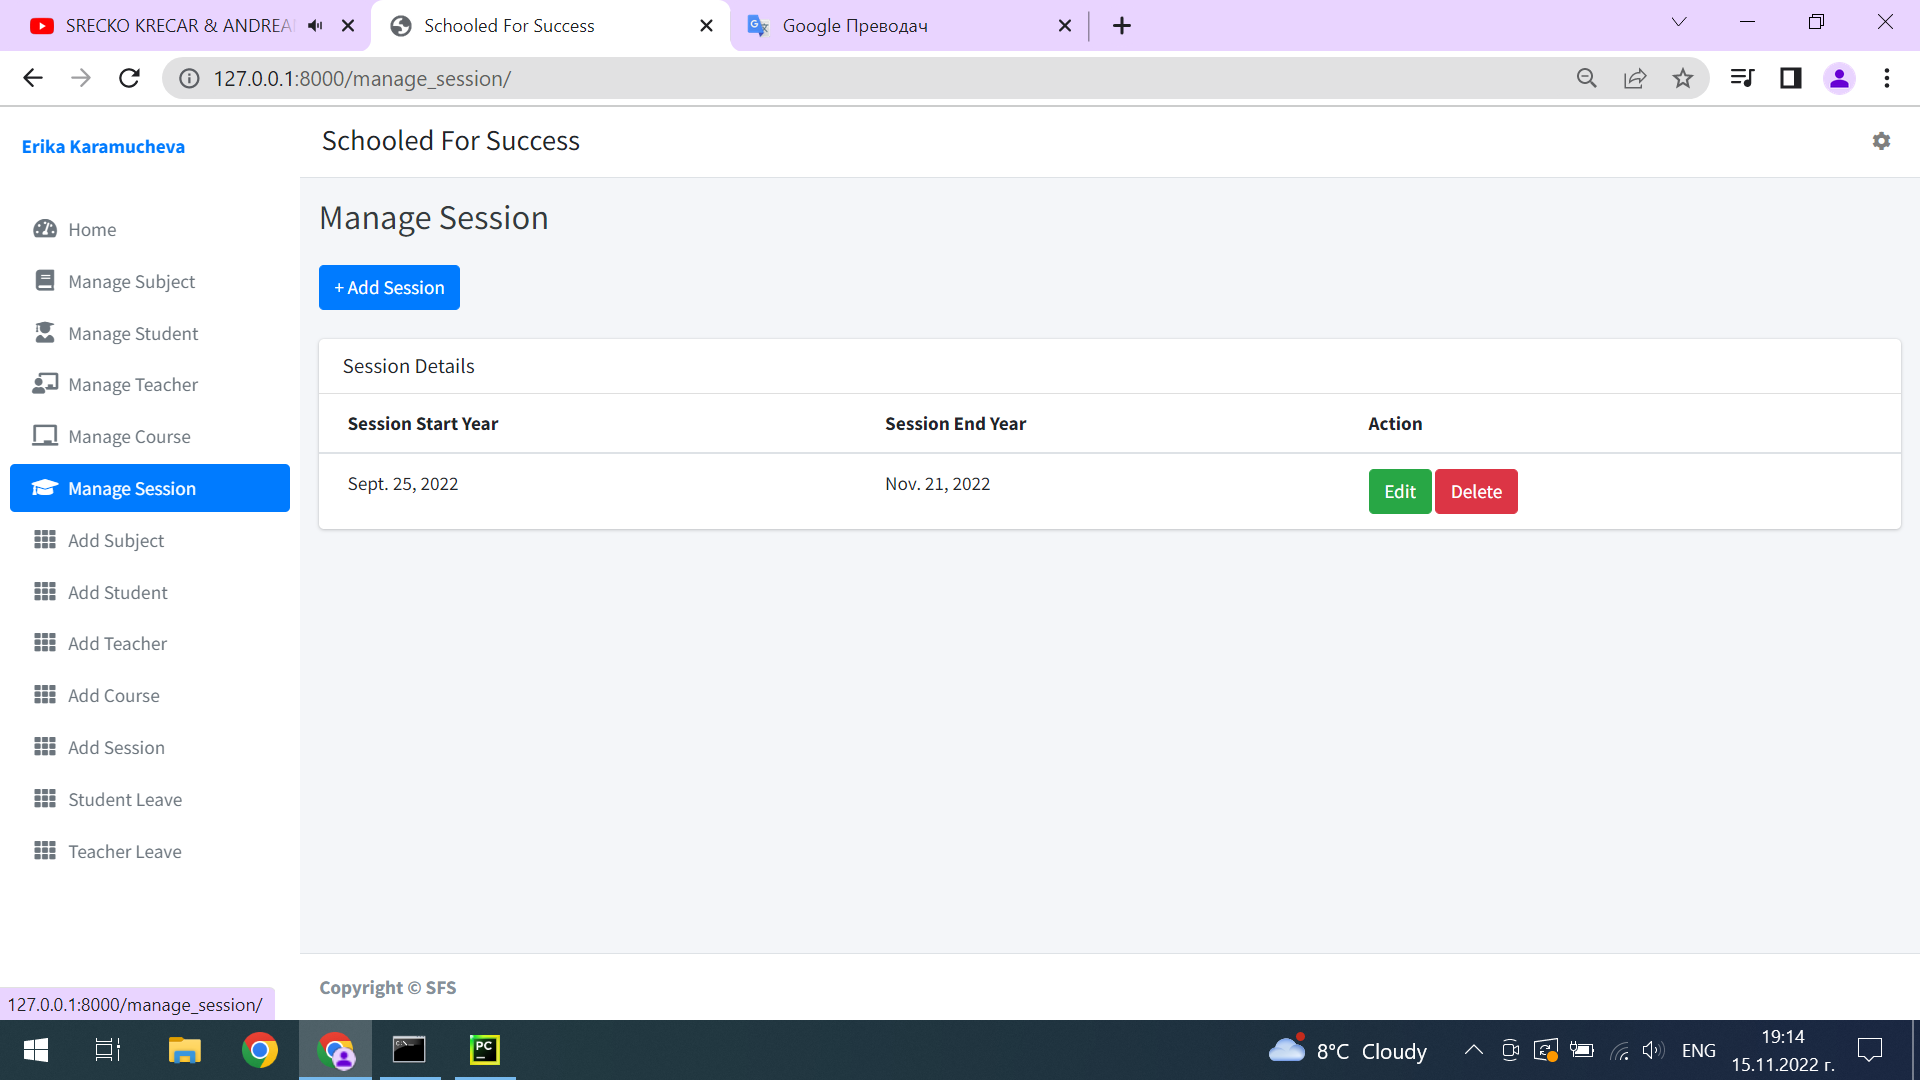 SRECKO KRECAR & ANDREA
Schooled For Success
Google Преводач
127.0.0.1:8000/manage_session/
Erika Karamucheva
Schooled For Success
Home
Manage Subject
Manage Student
Manage Teacher
Manage Course
Manage Session
Add Subject
Add Student
Add Teacher
Add Course
Add Session
Student Leave
Teacher Leave
Manage Session
+ Add Session
Session Details
Session Start Year Session End Year Action
Sept. 25, 2022 Nov. 21, 2022 Edit Delete
Copyright © SFS
127.0.0.1:8000/manage_session/
PC
8°C Cloudy
ENG
19:14
15.11.2022 г.